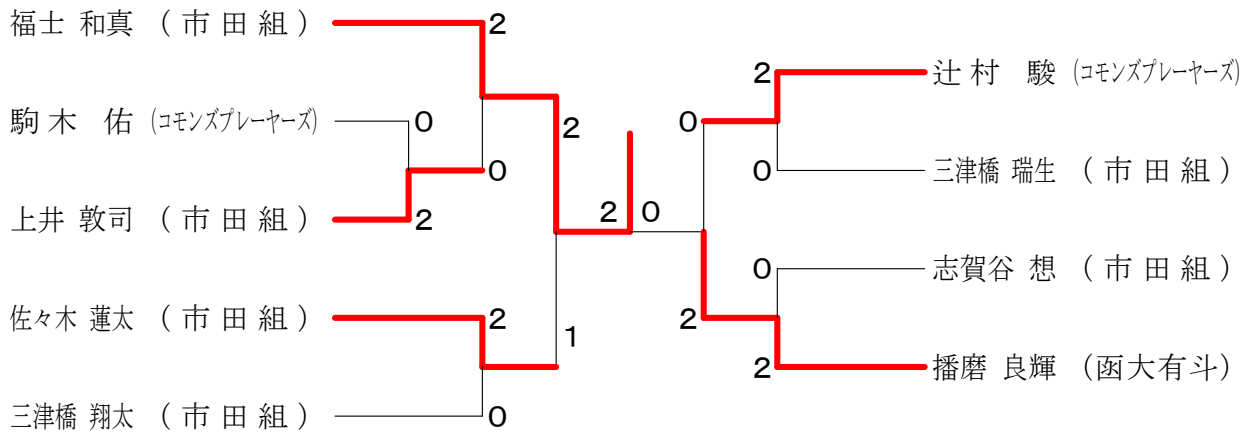 福士 和真 (市田組)
2
駒木 佑 (コモンズプレーヤーズ)
0
0
上井 敦司 (市田組)
2
2
佐々木 蓮太 (市田組)
2
1
三津橋 翔太 (市田組)
0
2 0
2
辻村 駿 (コモンズプレーヤーズ)
0
0
三津橋 瑞生 (市田組)
0
志賀谷 想 (市田組)
2
2
播磨 良輝 (函大有斗)